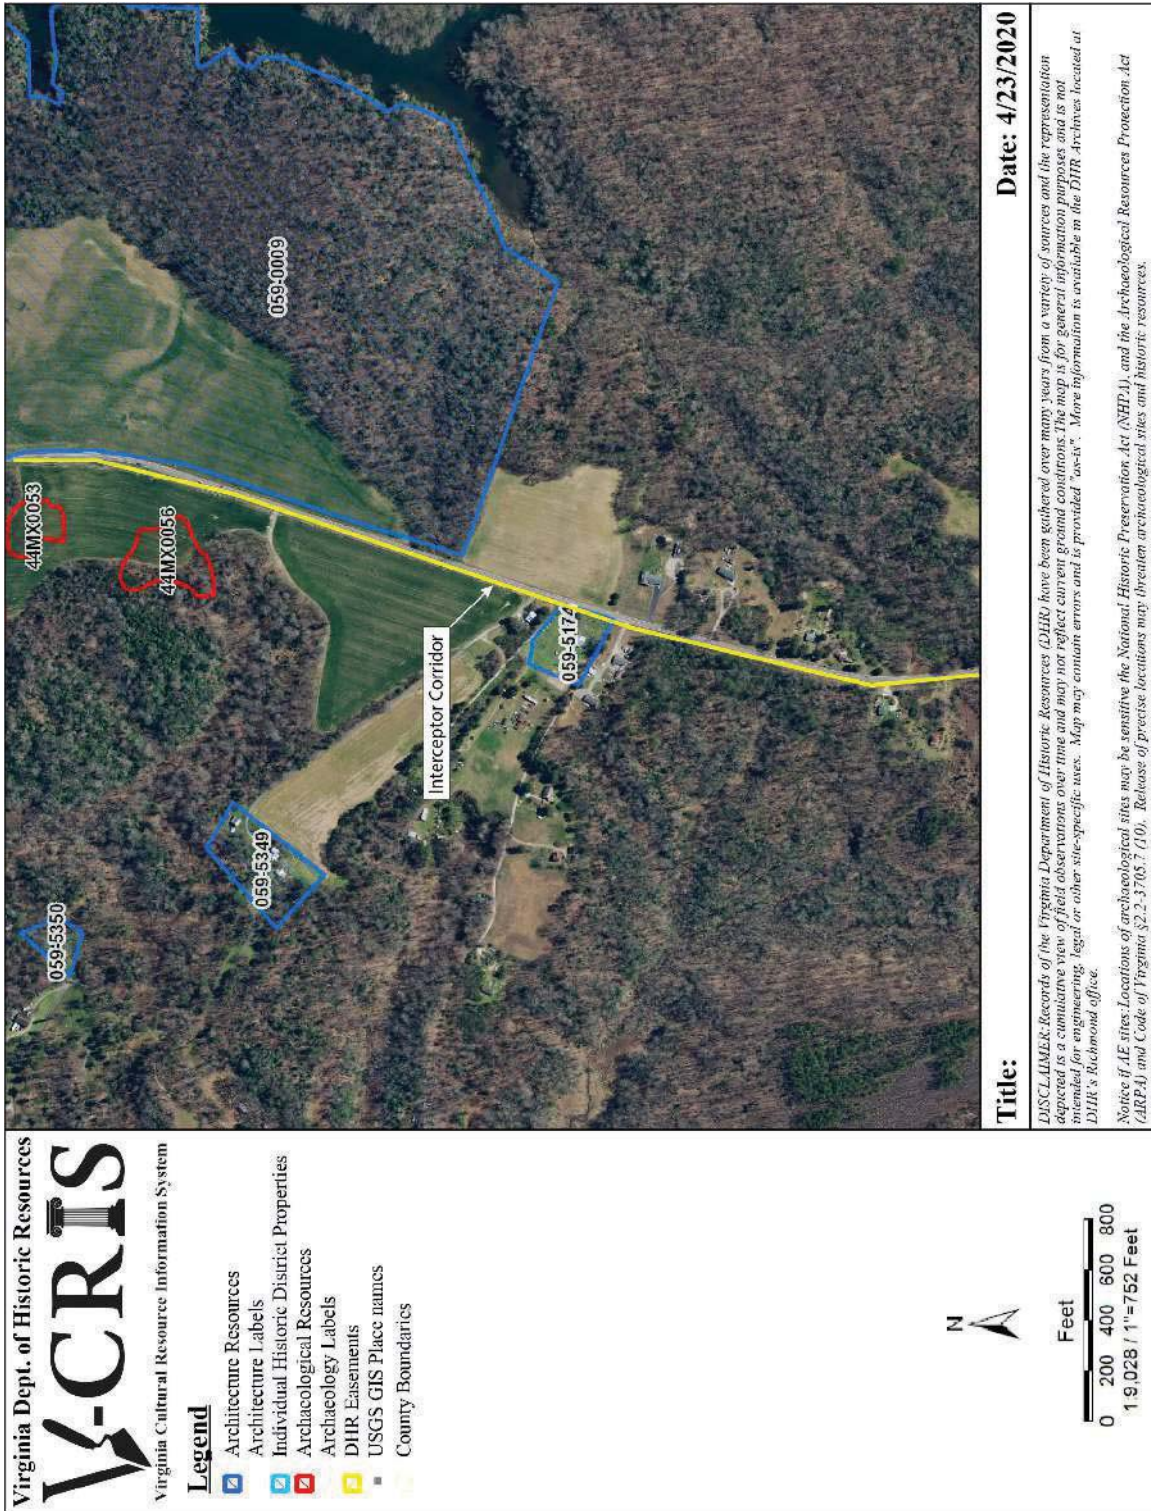 Virginia Dept. of Historic Resources
V-CRIS
Virginia Cultural Resource Information System
Legend
Architecture Resources
Architecture Labels
Individual Historic District Properties
Archaeological Resources
Archaeology Labels
DHR Easements
USGS GIS Place names
County Boundaries
N
Feet
0 200 400 600 800
1:9,028 / 1"=752 Feet
059-5350
059-5349
44MX0053
44MX0056
059-0009
Interceptor Corridor
059-5174
Title:
Date: 4/23/2020
DISCLAIMER:Records of the Virginia Department of Historic Resources (DHR) have been gathered over many years from a variety of sources and the representation
depicted is a cumulative view of field observations over time and may not reflect current ground conditions.The map is for general information purposes and is not
intended for engineering, legal or other site-specific uses. Map may contain errors and is provided "as-is". More information is available in the DHR Archives located at
DHR's Richmond office.
Notice if AE sites:Locations of archaeological sites may be sensitive the National Historic Preservation Act (NHPA), and the Archaeological Resources Protection Act
(ARPA) and Code of Virginia §2.2-3705.7 (10). Release of precise locations may threaten archaeological sites and historic resources.